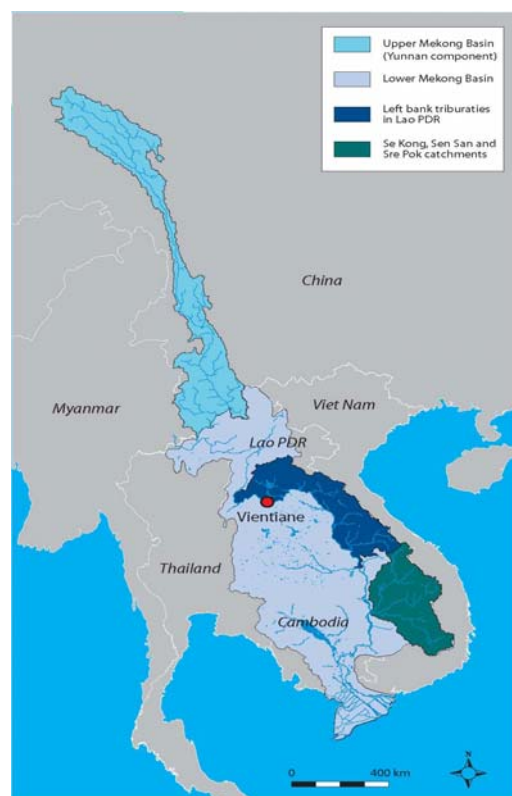 Upper Mekong Basin
(Yunnan component)
Lower Mekong Basin
Left bank triburaties
in Lao PDR
Se Kong, Sen San and
Sre Pok catchments
China
Myanmar
Viet Nam
Lao PDR
Vientiane
Thailand
Cambodia
N
0 400 km